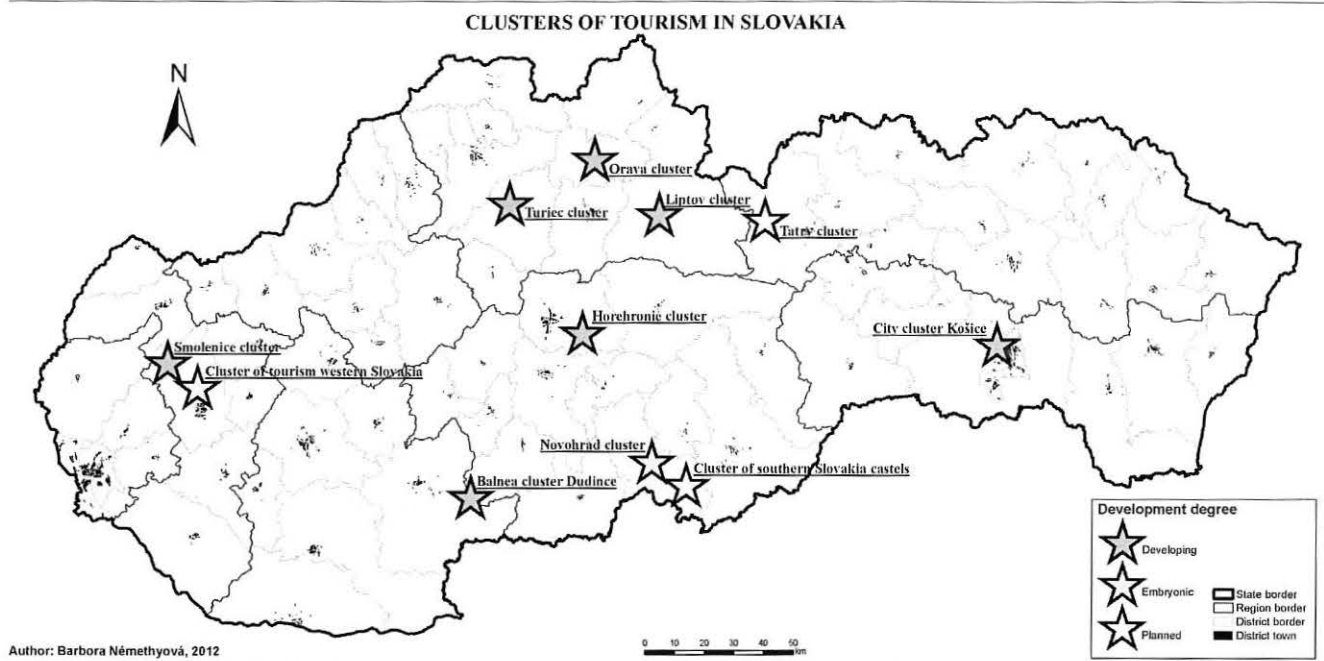 CLUSTERS OF TOURISM IN SLOVAKIA
N
Orava cluster
Turiec cluster
Liptov cluster
Tatry cluster
Horehronie cluster
City cluster Košice
Smolenice cluster
Cluster of tourism western Slovakia
Novohrad cluster
Cluster of southern Slovakia castels
Balnea cluster Dudince
Development degree
Developing
Embryonic
Planned
State border
Region border
District border
District town
0 10 20 30 40 50
km
Author: Barbora Némethyová, 2012